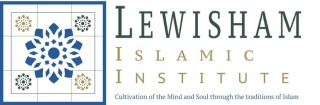 LEWISHAM
ISLAMIC
INSTITUTE
Cultivation of the Mind and Soul through the traditions of Islam